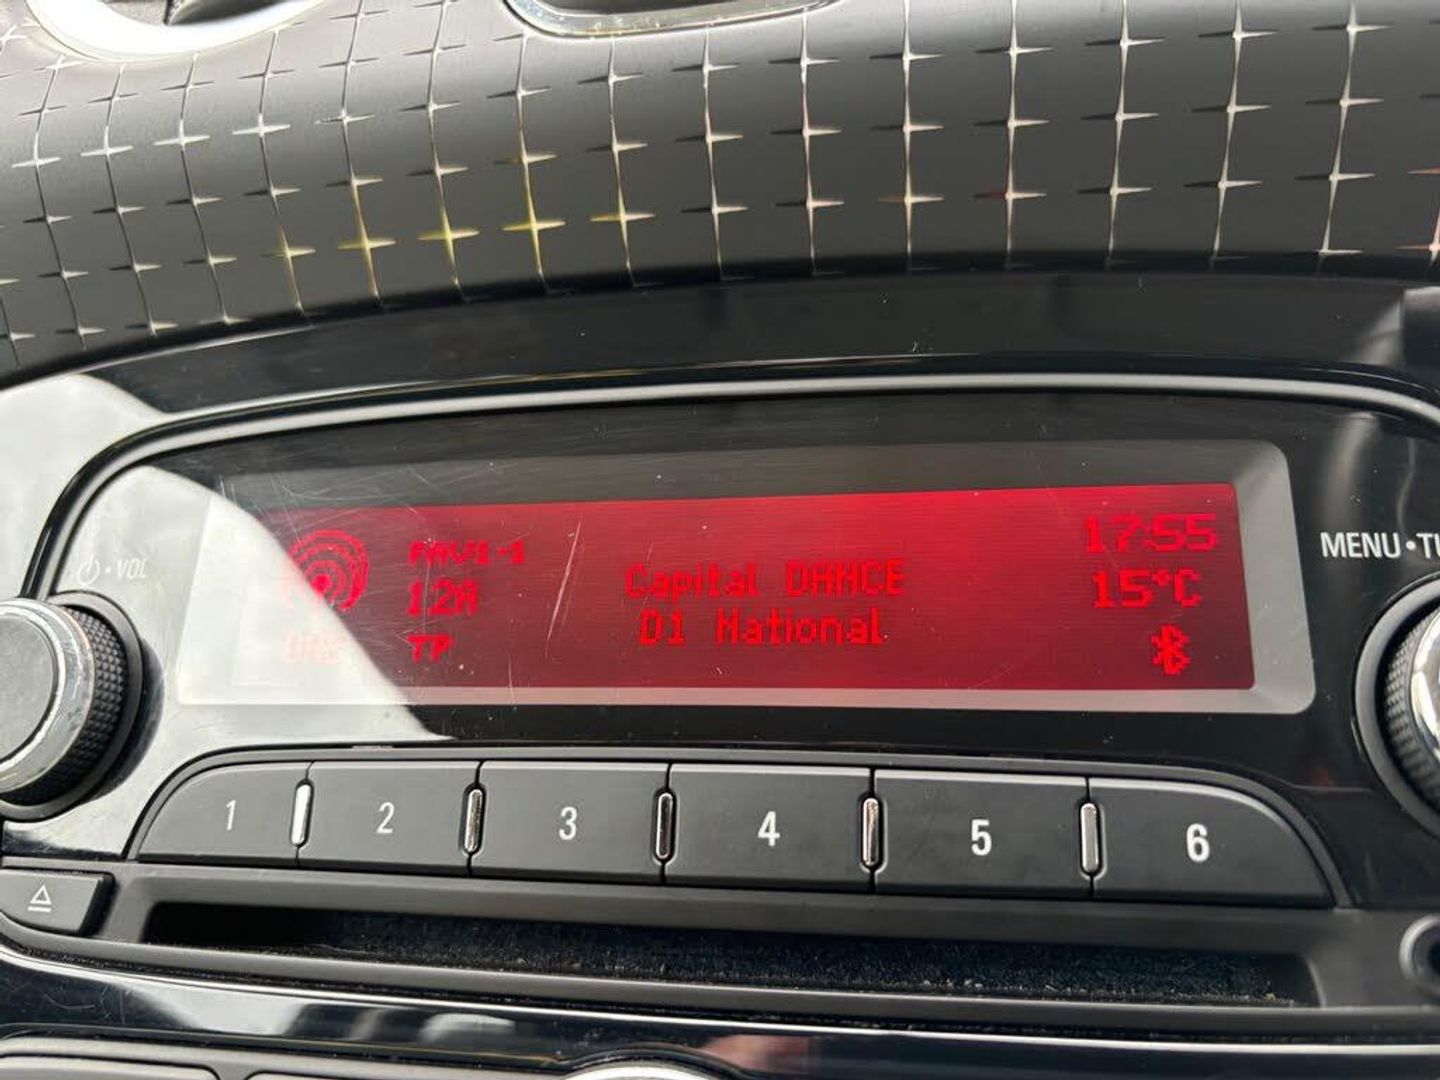 FAV1-1
12A
TP
Capital DANCE
D1 National
17:55
15°C
VOL
MENU
1
2
3
4
5
6